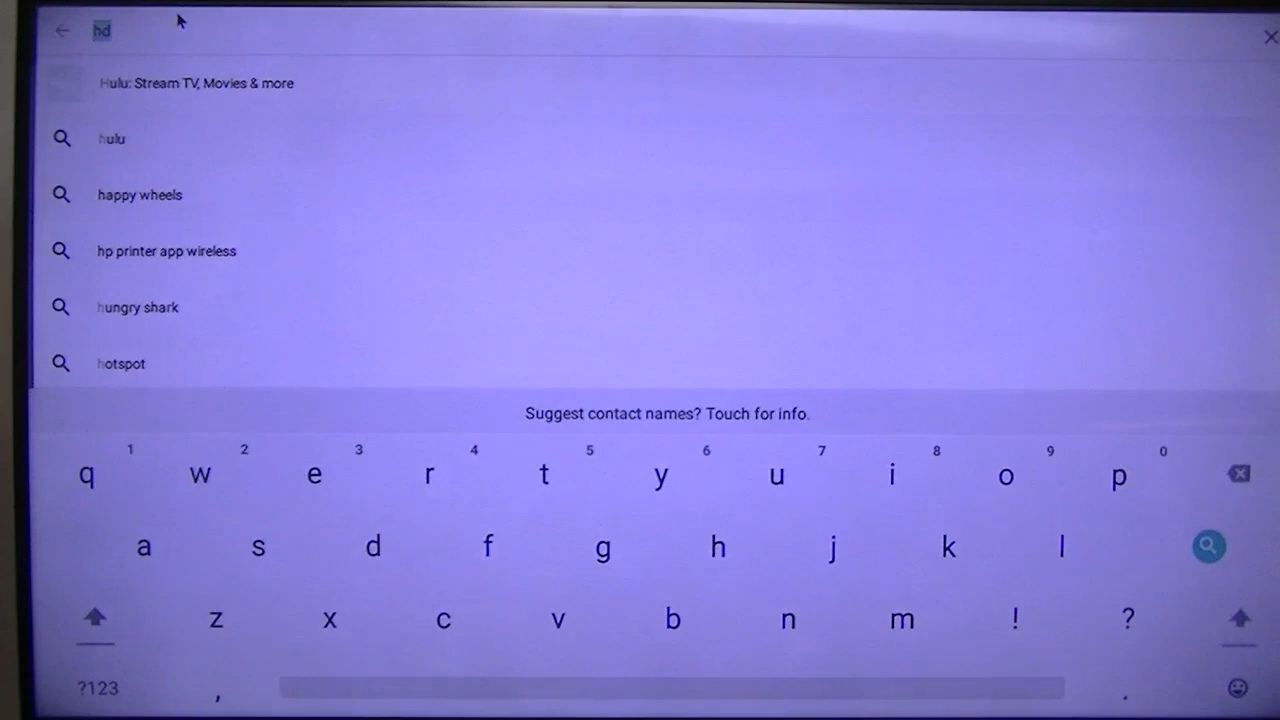 hd
Hulu: Stream TV, Movies & more
hulu
happy wheels
hp printer app wireless
hungry shark
hotspot
Suggest contact names? Touch for info.
1 2 3 4 5 6 7 8 9 0
q w e r t y u i o p
a s d f g h j k l
z x c v b n m ! ?
?123 , .